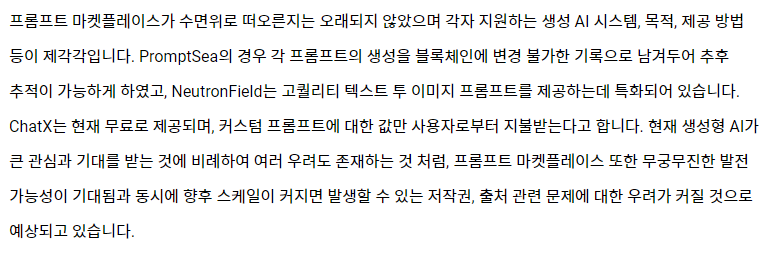 프롬프트 마켓플레이스가 수면위로 떠오른지는 오래되지 않았으며 각자 지원하는 생성 AI 시스템, 목적, 제공 방법
등이 제각각입니다. PromptSea의 경우 각 프롬프트의 생성을 블록체인에 변경 불가한 기록으로 남겨두어 추후
추적이 가능하게 하였고, NeutronField는 고퀄리티 텍스트 투 이미지 프롬프트를 제공하는데 특화되어 있습니다.
ChatX는 현재 무료로 제공되며, 커스텀 프롬프트에 대한 값만 사용자로부터 지불받는다고 합니다. 현재 생성형 AI가
큰 관심과 기대를 받는 것에 비례하여 여러 우려도 존재하는 것 처럼, 프롬프트 마켓플레이스 또한 무궁무진한 발전
가능성이 기대됨과 동시에 향후 스케일이 커지면 발생할 수 있는 저작권, 출처 관련 문제에 대한 우려가 커질 것으로
예상되고 있습니다.